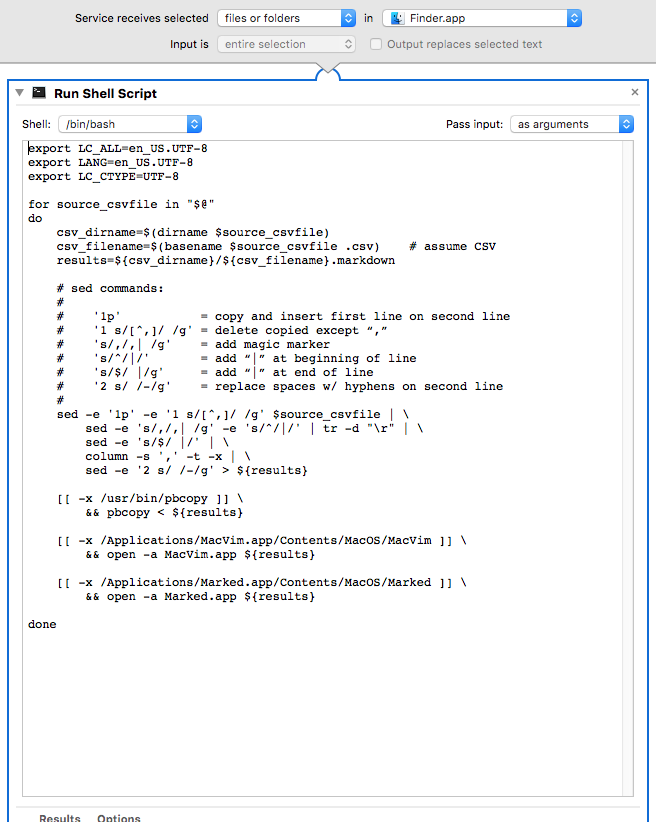 Service receives selected files or folders in Finder.app
Input is entire selection Output replaces selected text
Run Shell Script
Shell: /bin/bash Pass input: as arguments
export LC_ALL=en_US.UTF-8
export LANG=en_US.UTF-8
export LC_CTYPE=UTF-8
for source_csvfile in "$@"
do
    csv_dirname=$(dirname $source_csvfile)
    csv_filename=$(basename $source_csvfile .csv)    # assume CSV
    results=${csv_dirname}/${csv_filename}.markdown
    # sed commands:
    #
    #    '1p'           = copy and insert first line on second line
    #    '1 s/[^,]/ /g' = delete copied except “,”
    #    's/,/,| /g'    = add magic marker
    #    's/^/|/'       = add “|” at beginning of line
    #    's/$/ |/g'     = add “|” at end of line
    #    '2 s/ /-/g'    = replace spaces w/ hyphens on second line
    #
    sed -e '1p' -e '1 s/[^,]/ /g' $source_csvfile | \
        sed -e 's/,/,| /g' -e 's/^/|/' | tr -d "\r" | \
        sed -e 's/$/ |/' | \
        column -s ',' -t -x | \
        sed -e '2 s/ /-/g' > ${results}
    [[ -x /usr/bin/pbcopy ]] \
        && pbcopy < ${results}
    [[ -x /Applications/MacVim.app/Contents/MacOS/MacVim ]] \
        && open -a MacVim.app ${results}
    [[ -x /Applications/Marked.app/Contents/MacOS/Marked ]] \
        && open -a Marked.app ${results}
done
Results Options